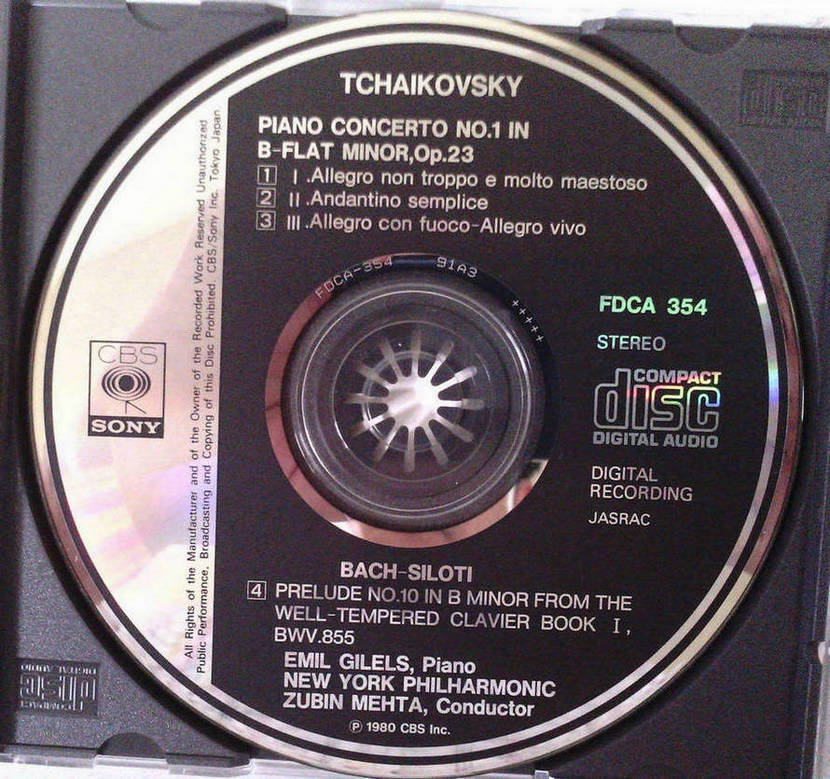 TCHAIKOVSKY
PIANO CONCERTO NO.1 IN
B-FLAT MINOR,Op.23
1 I.Allegro non troppo e molto maestoso
2 II.Andantino semplice
3 III.Allegro con fuoco-Allegro vivo
FDCA-354 91A3 +++++
FDCA 354
STEREO
COMPACT
disc
DIGITAL AUDIO
DIGITAL
RECORDING
JASRAC
CBS
SONY
All Rights of the Manufacturer and of the Owner of the Recorded Work Reserved Unauthorized
Public Performance, Broadcasting and Copying of this Disc Prohibited. CBS/Sony Inc. Tokyo Japan
BACH-SILOTI
4 PRELUDE NO.10 IN B MINOR FROM THE
WELL-TEMPERED CLAVIER BOOK I,
BWV.855
EMIL GILELS, Piano
NEW YORK PHILHARMONIC
ZUBIN MEHTA, Conductor
℗ 1980 CBS Inc.
disc
COMPACT
disc
DIGITAL AUDIO